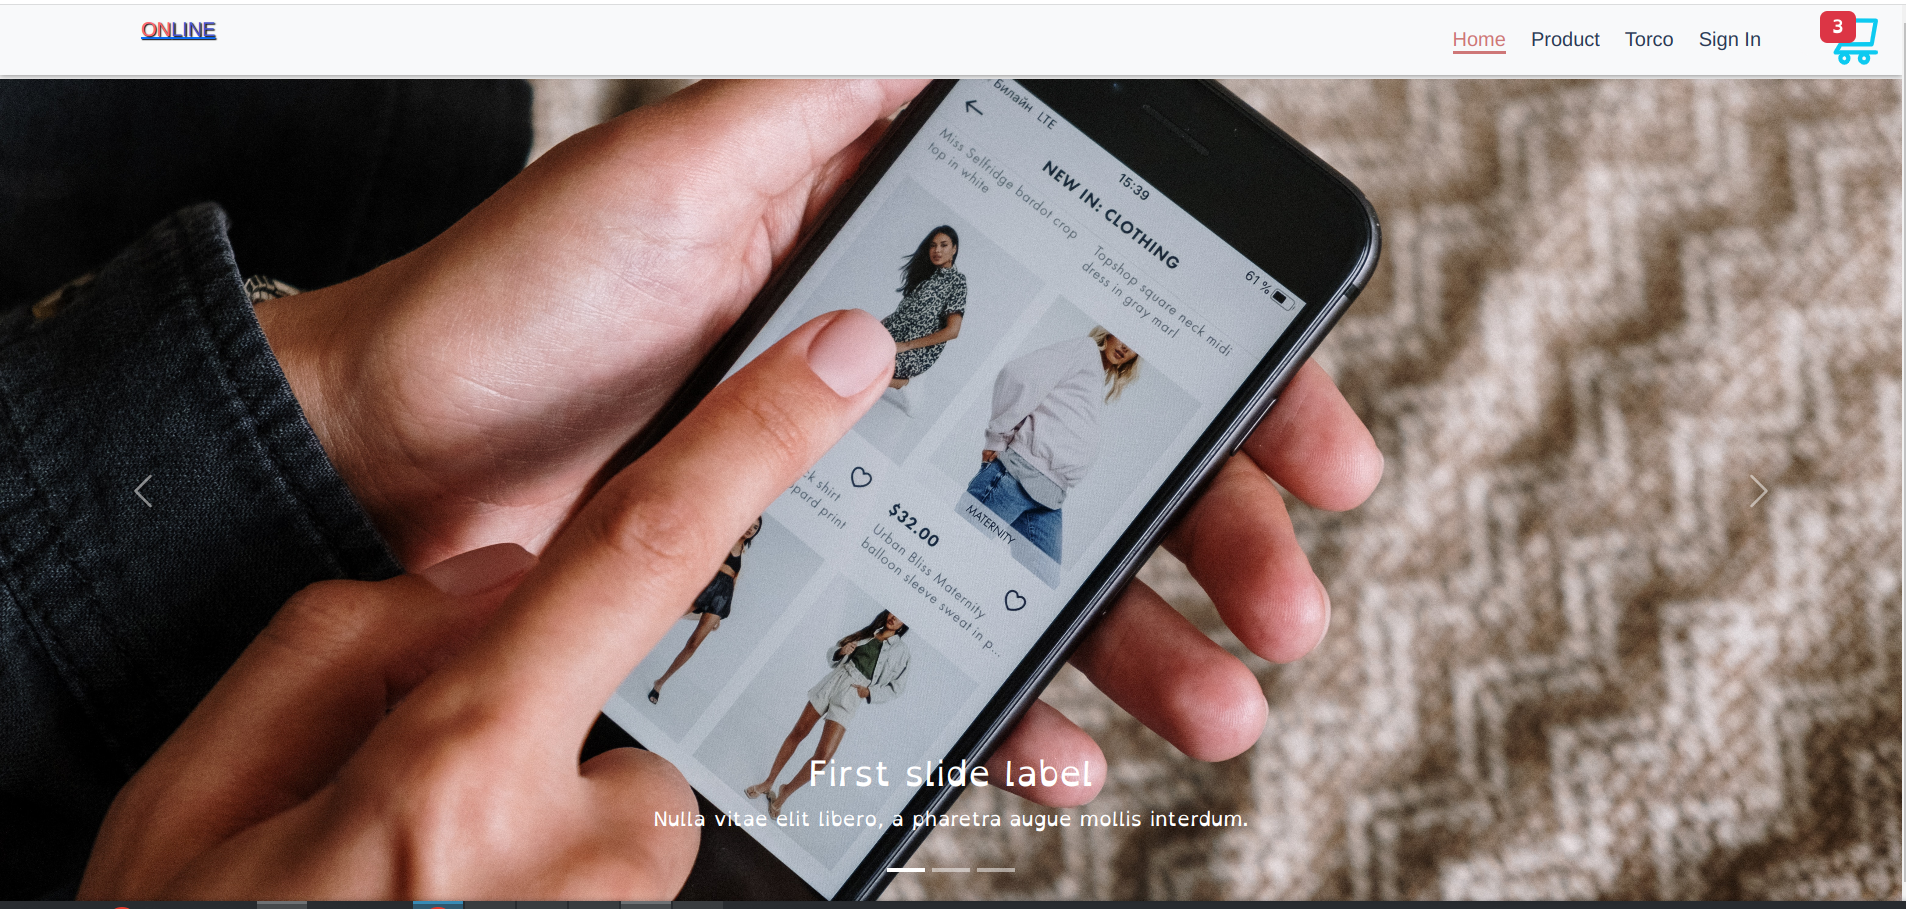 ONLINE
Home Product Torco Sign In
3
Билайн LTE
15:39
61 %
NEW IN: CLOTHING
Miss Selfridge bardot crop
top in white
Topshop square neck midi
dress in gray marl
ck shirt
pard print
MATERNITY
$32.00
Urban Bliss Maternity
balloon sleeve sweat in p...
First slide label
Nulla vitae elit libero, a pharetra augue mollis interdum.